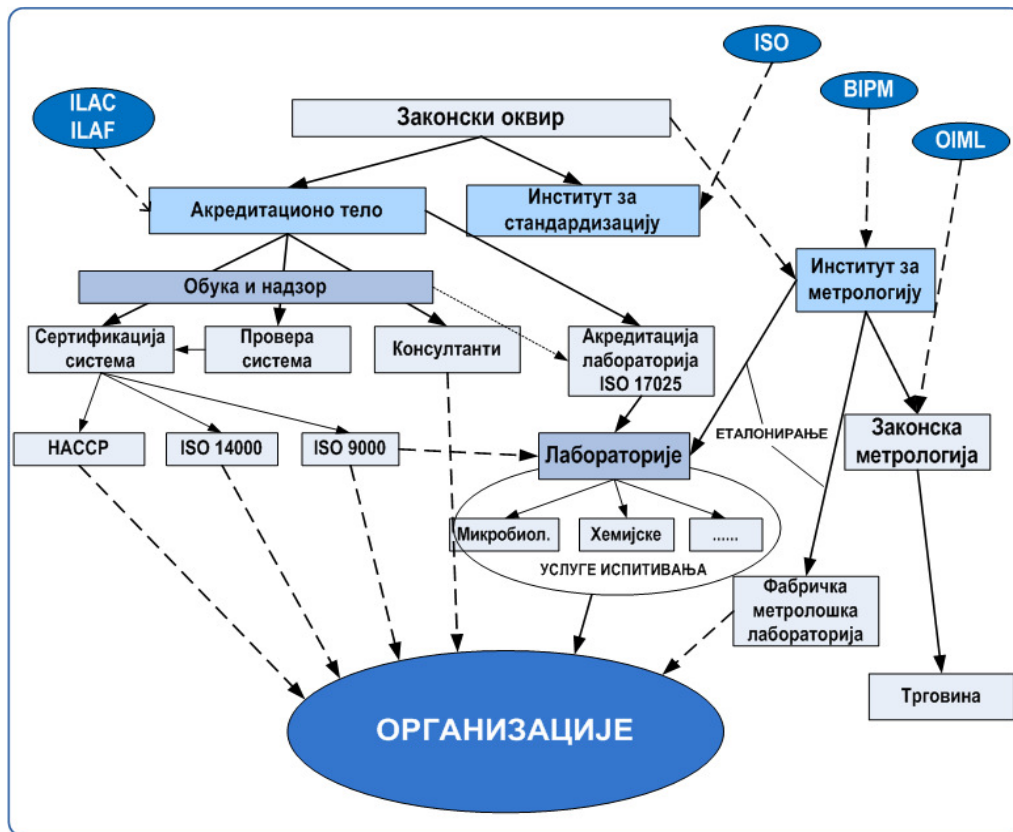 ISO
BIPM
ILAC
ILAF
Законски оквир
OIML
Акредитационо тело
Институт за
стандардизацију
Институт за
метрологију
Обука и надзор
Сертификација
система
Провера
система
Консултанти
Акредитација
лабораторија
ISO 17025
НАССР
ISO 14000
ISO 9000
Лабораторије
ЕТАЛОНИРАЊЕ
Законска
метрологија
Микробиол.
Хемијске
......
УСЛУГЕ ИСПИТИВАЊА
Фабричка
метролошка
лабораторија
Трговина
ОРГАНИЗАЦИЈЕ